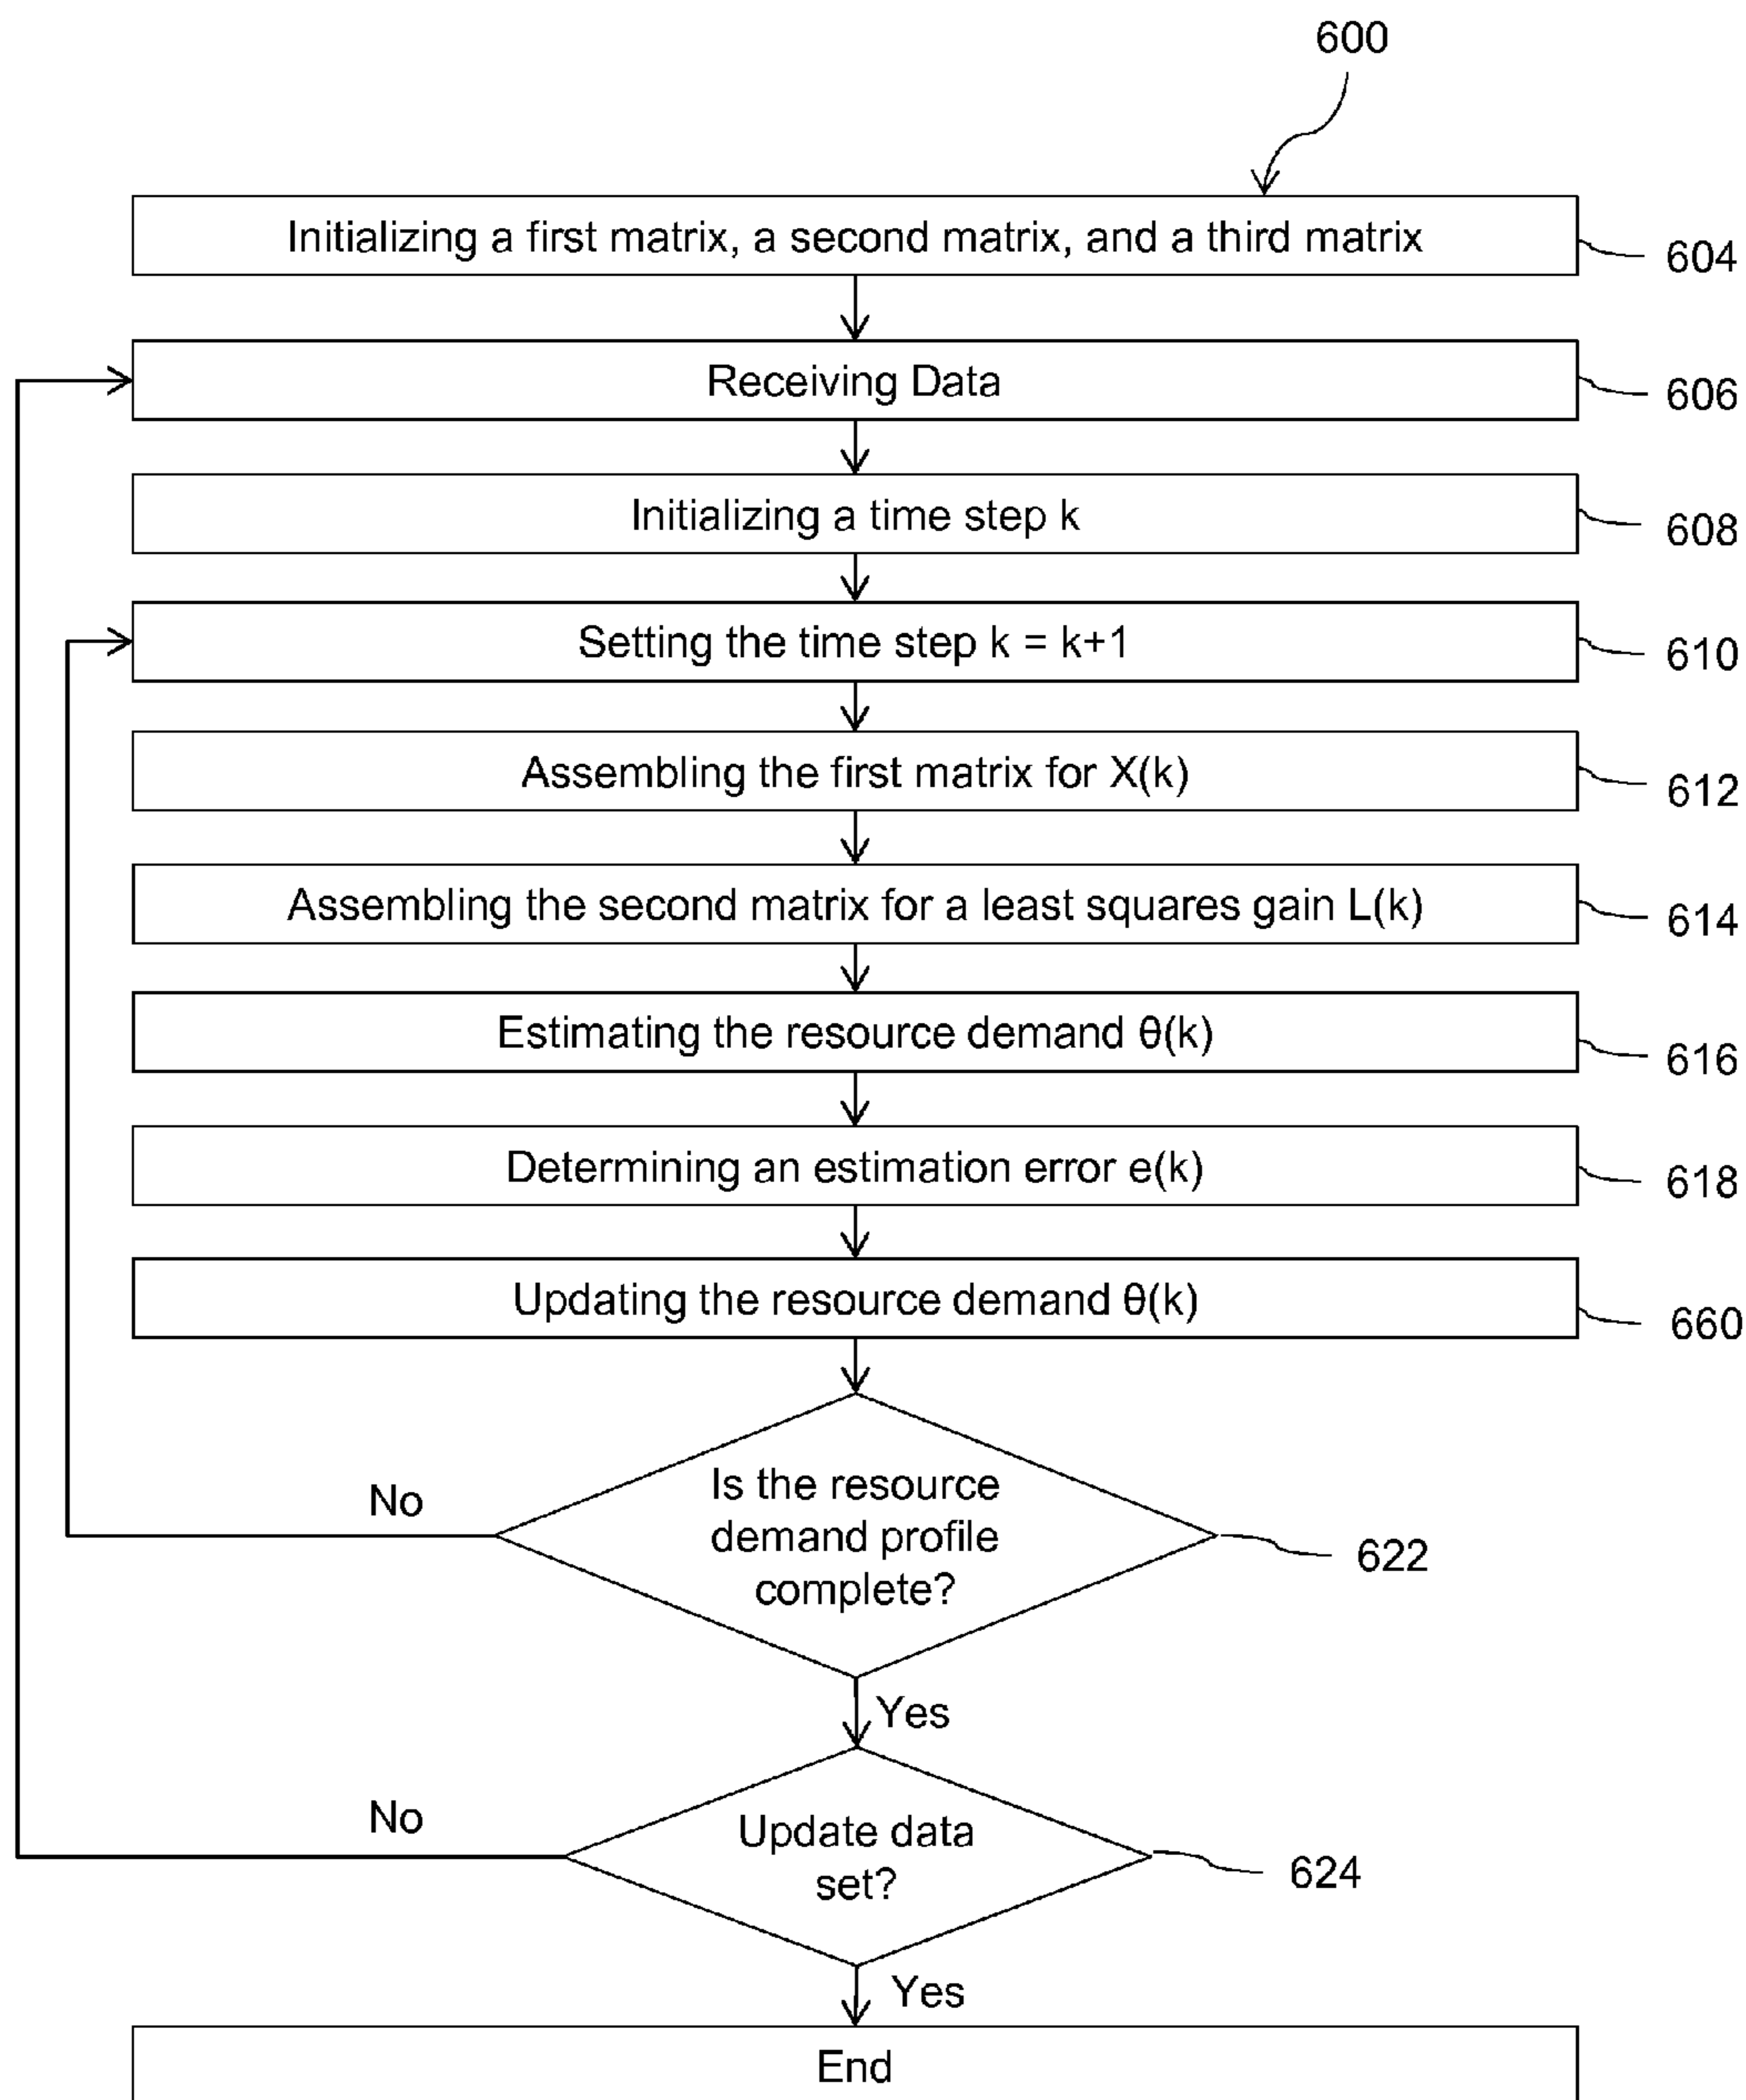 600
Initializing a first matrix, a second matrix, and a third matrix
604
Receiving Data
606
Initializing a time step k
608
Setting the time step k = k+1
610
Assembling the first matrix for X(k)
612
Assembling the second matrix for a least squares gain L(k)
614
Estimating the resource demand θ(k)
616
Determining an estimation error e(k)
618
Updating the resource demand θ(k)
660
Is the resource
demand profile
complete?
No
622
Yes
Update data
set?
No
624
Yes
End